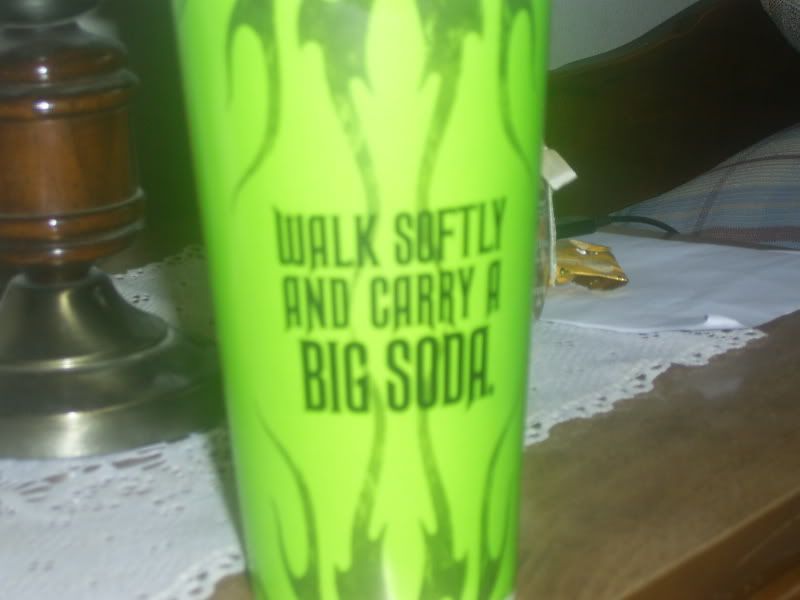 WALK SOFTLY
AND CARRY A
BIG SODA.